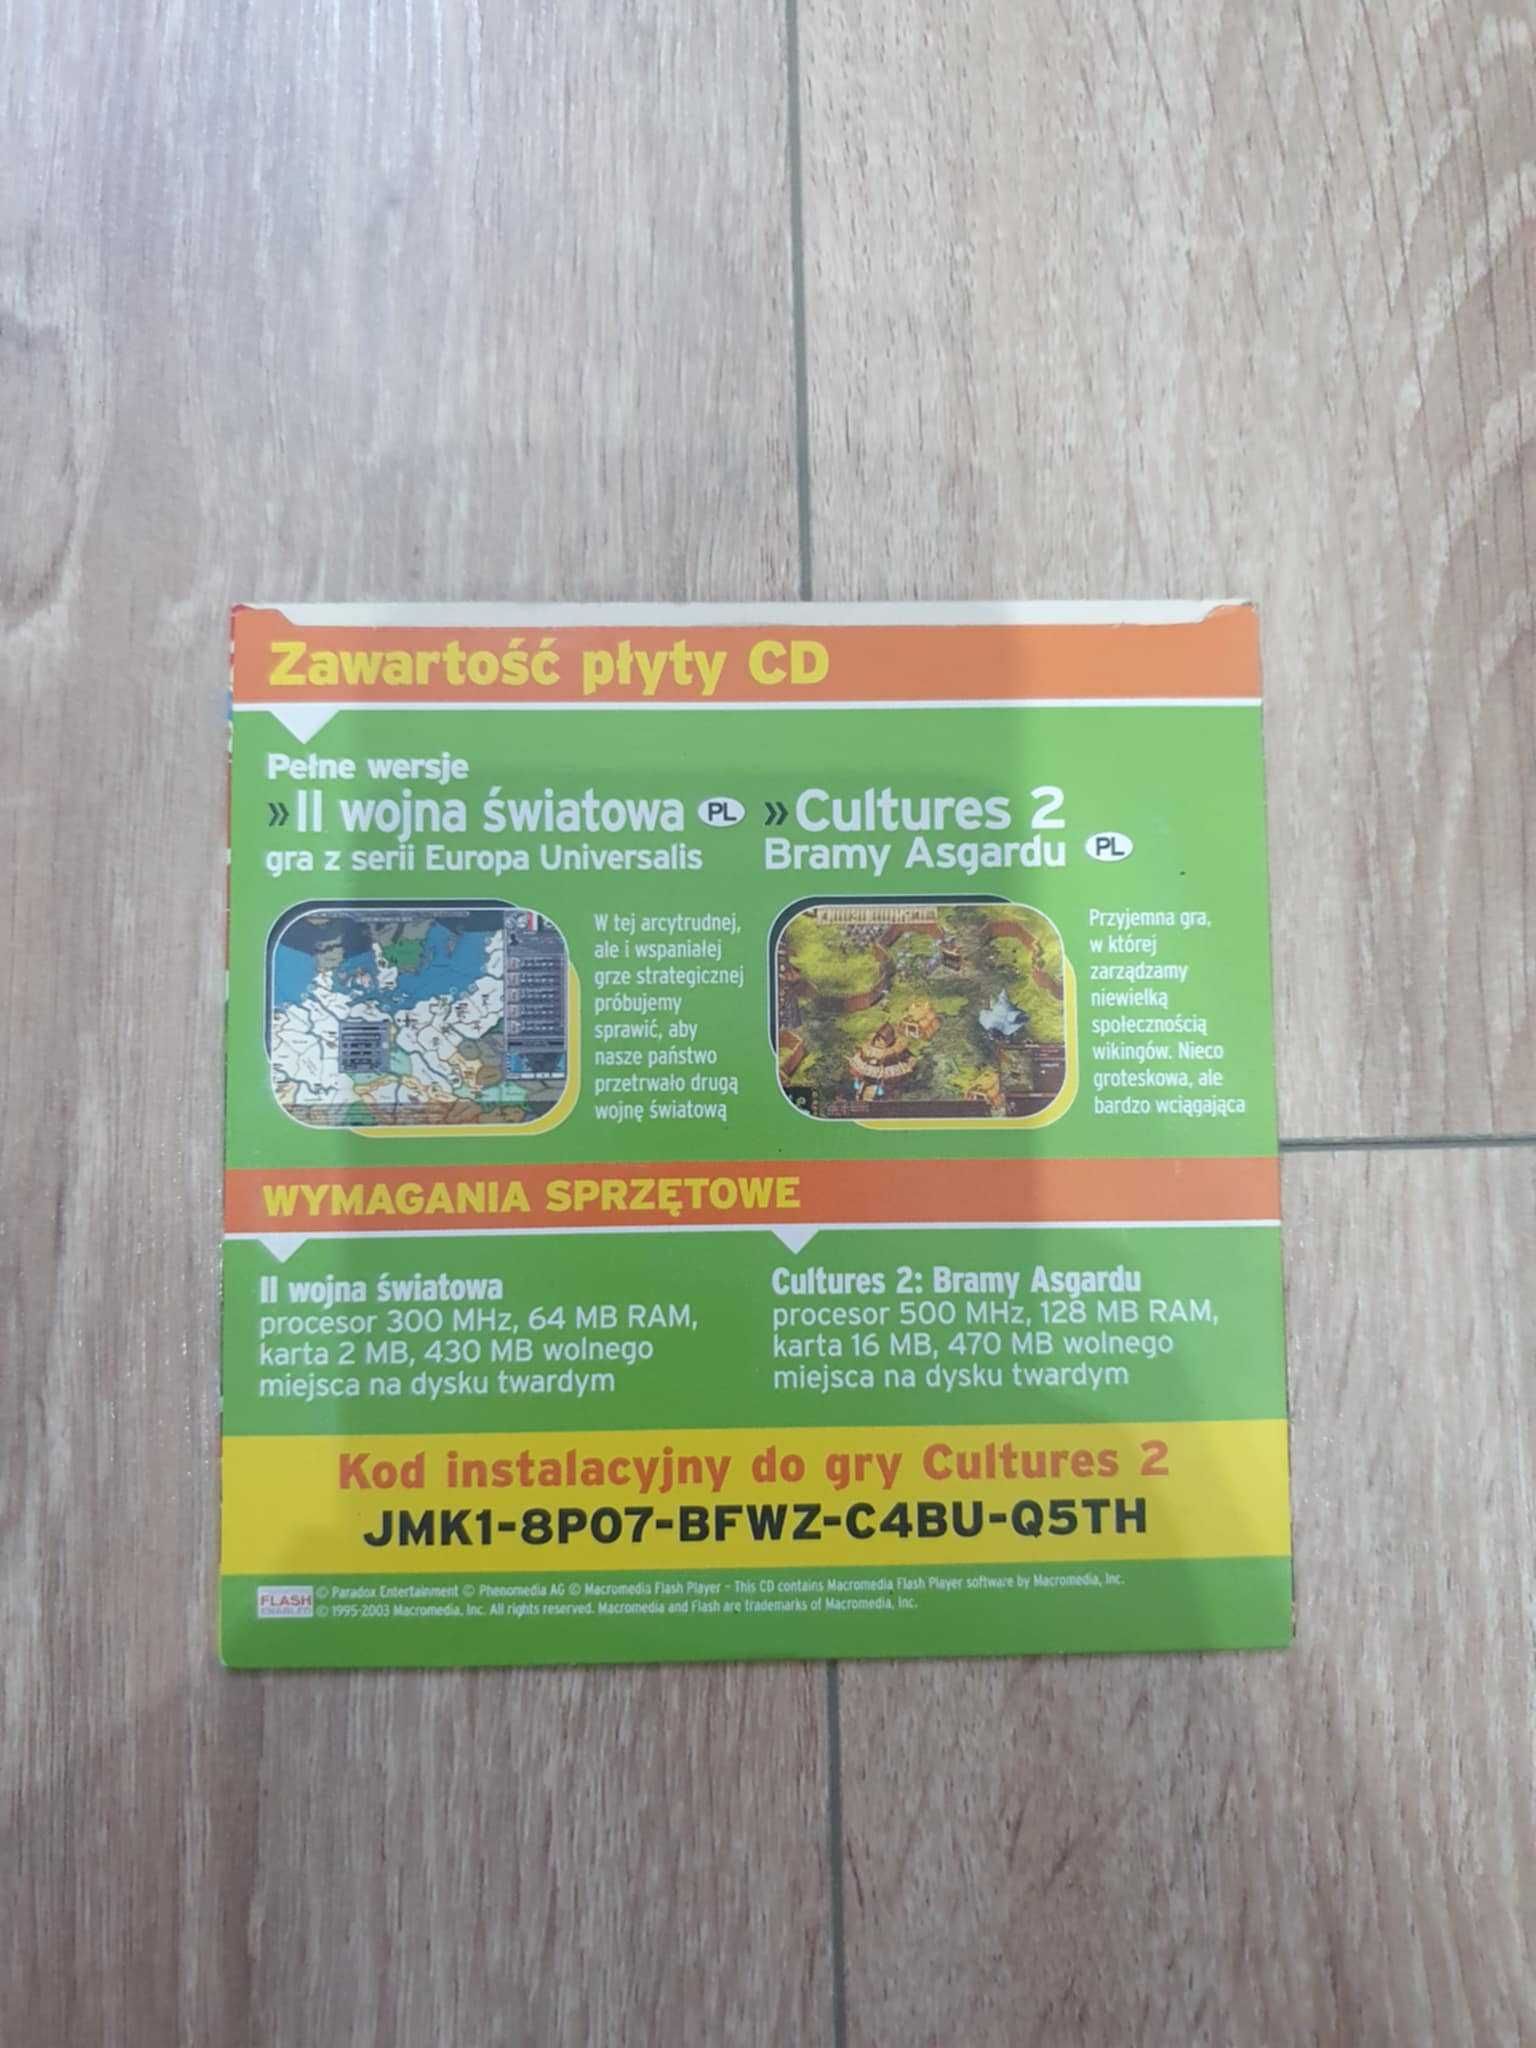 Zawartość płyty CD
Pełne wersje
» II wojna światowa PL
gra z serii Europa Universalis
» Cultures 2
Bramy Asgardu PL
W tej arcytrudnej,
ale i wspaniałej
grze strategicznej
próbujemy
sprawić, aby
nasze państwo
przetrwało drugą
wojnę światową
Przyjemna gra,
w której
zarządzamy
niewielką
społecznością
wikingów. Nieco
groteskowa, ale
bardzo wciągająca
WYMAGANIA SPRZĘTOWE
II wojna światowa
procesor 300 MHz, 64 MB RAM,
karta 2 MB, 430 MB wolnego
miejsca na dysku twardym
Cultures 2: Bramy Asgardu
procesor 500 MHz, 128 MB RAM,
karta 16 MB, 470 MB wolnego
miejsca na dysku twardym
Kod instalacyjny do gry Cultures 2
JMK1-8P07-BFWZ-C4BU-Q5TH
FLASH
ENABLED
© Paradox Entertainment © Phenomedia AG © Macromedia Flash Player - This CD contains Macromedia Flash Player software by Macromedia, Inc.
© 1995-2003 Macromedia, Inc. All rights reserved. Macromedia and Flash are trademarks of Macromedia, Inc.